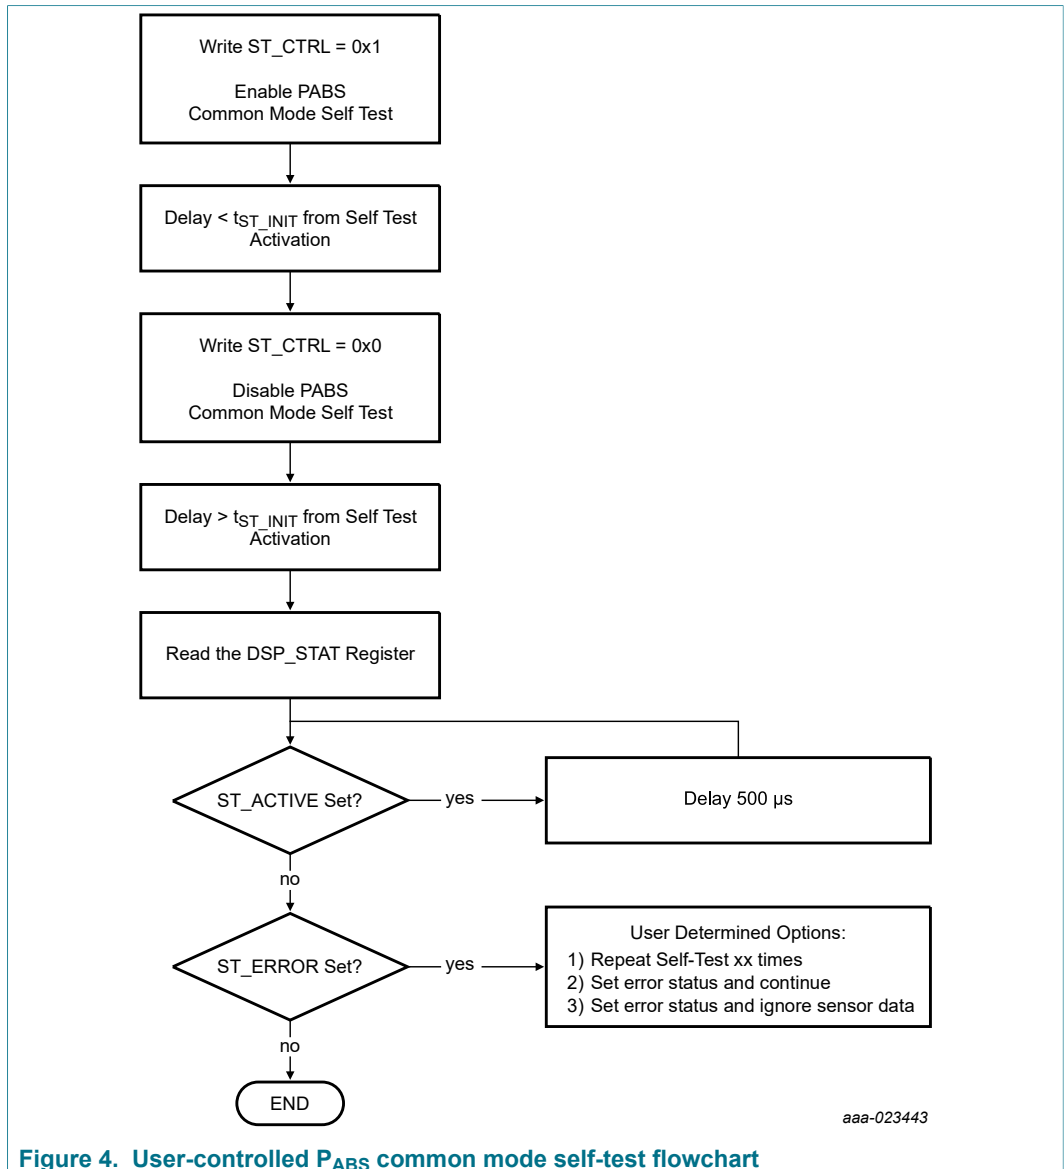 Write ST_CTRL = 0x1
Enable PABS
Common Mode Self Test
Delay < tST_INIT from Self Test
Activation
Write ST_CTRL = 0x0
Disable PABS
Common Mode Self Test
Delay > tST_INIT from Self Test
Activation
Read the DSP_STAT Register
ST_ACTIVE Set?
yes
Delay 500 µs
no
ST_ERROR Set?
yes
User Determined Options:
1) Repeat Self-Test xx times
2) Set error status and continue
3) Set error status and ignore sensor data
no
END
aaa-023443
Figure 4. User-controlled PABS common mode self-test flowchart